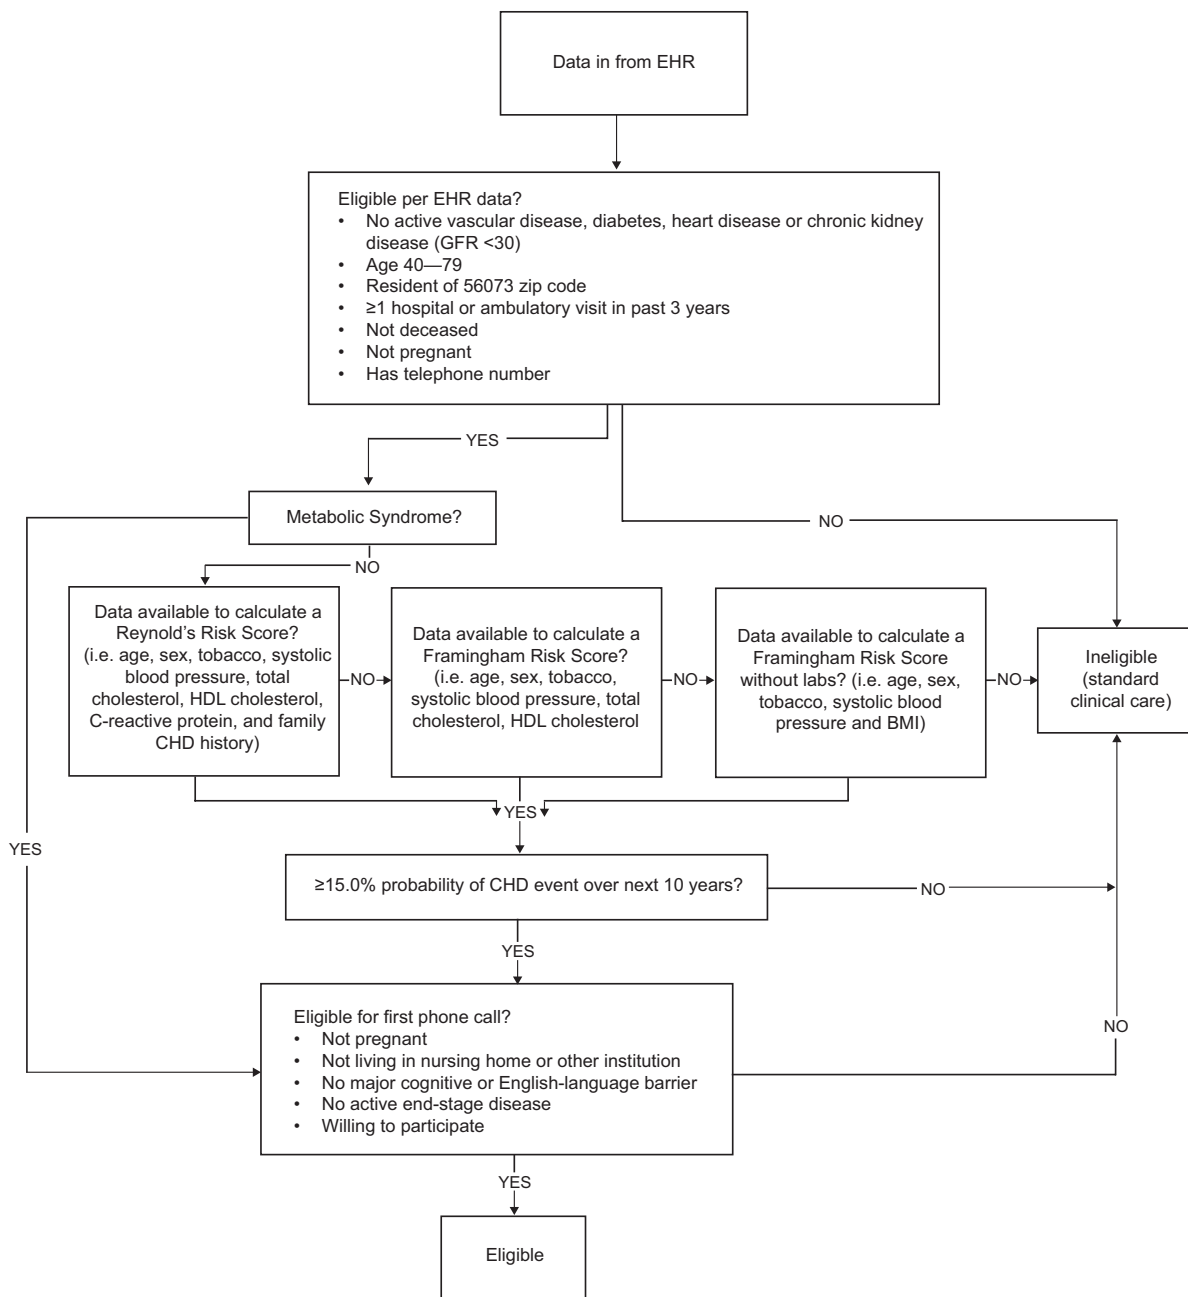 Data in from EHR
Eligible per EHR data?
• No active vascular disease, diabetes, heart disease or chronic kidney
disease (GFR <30)
• Age 40—79
• Resident of 56073 zip code
• ≥1 hospital or ambulatory visit in past 3 years
• Not deceased
• Not pregnant
• Has telephone number
YES
Metabolic Syndrome?
NO
NO
Data available to calculate a
Reynold’s Risk Score?
(i.e. age, sex, tobacco, systolic
blood pressure, total
cholesterol, HDL cholesterol,
C-reactive protein, and family
CHD history)
NO
Data available to calculate a
Framingham Risk Score?
(i.e. age, sex, tobacco,
systolic blood pressure, total
cholesterol, HDL cholesterol
NO
Data available to calculate a
Framingham Risk Score
without labs? (i.e. age, sex,
tobacco, systolic blood
pressure and BMI)
NO
Ineligible
(standard
clinical care)
YES
YES
≥15.0% probability of CHD event over next 10 years?
NO
YES
Eligible for first phone call?
• Not pregnant
• Not living in nursing home or other institution
• No major cognitive or English-language barrier
• No active end-stage disease
• Willing to participate
NO
YES
Eligible